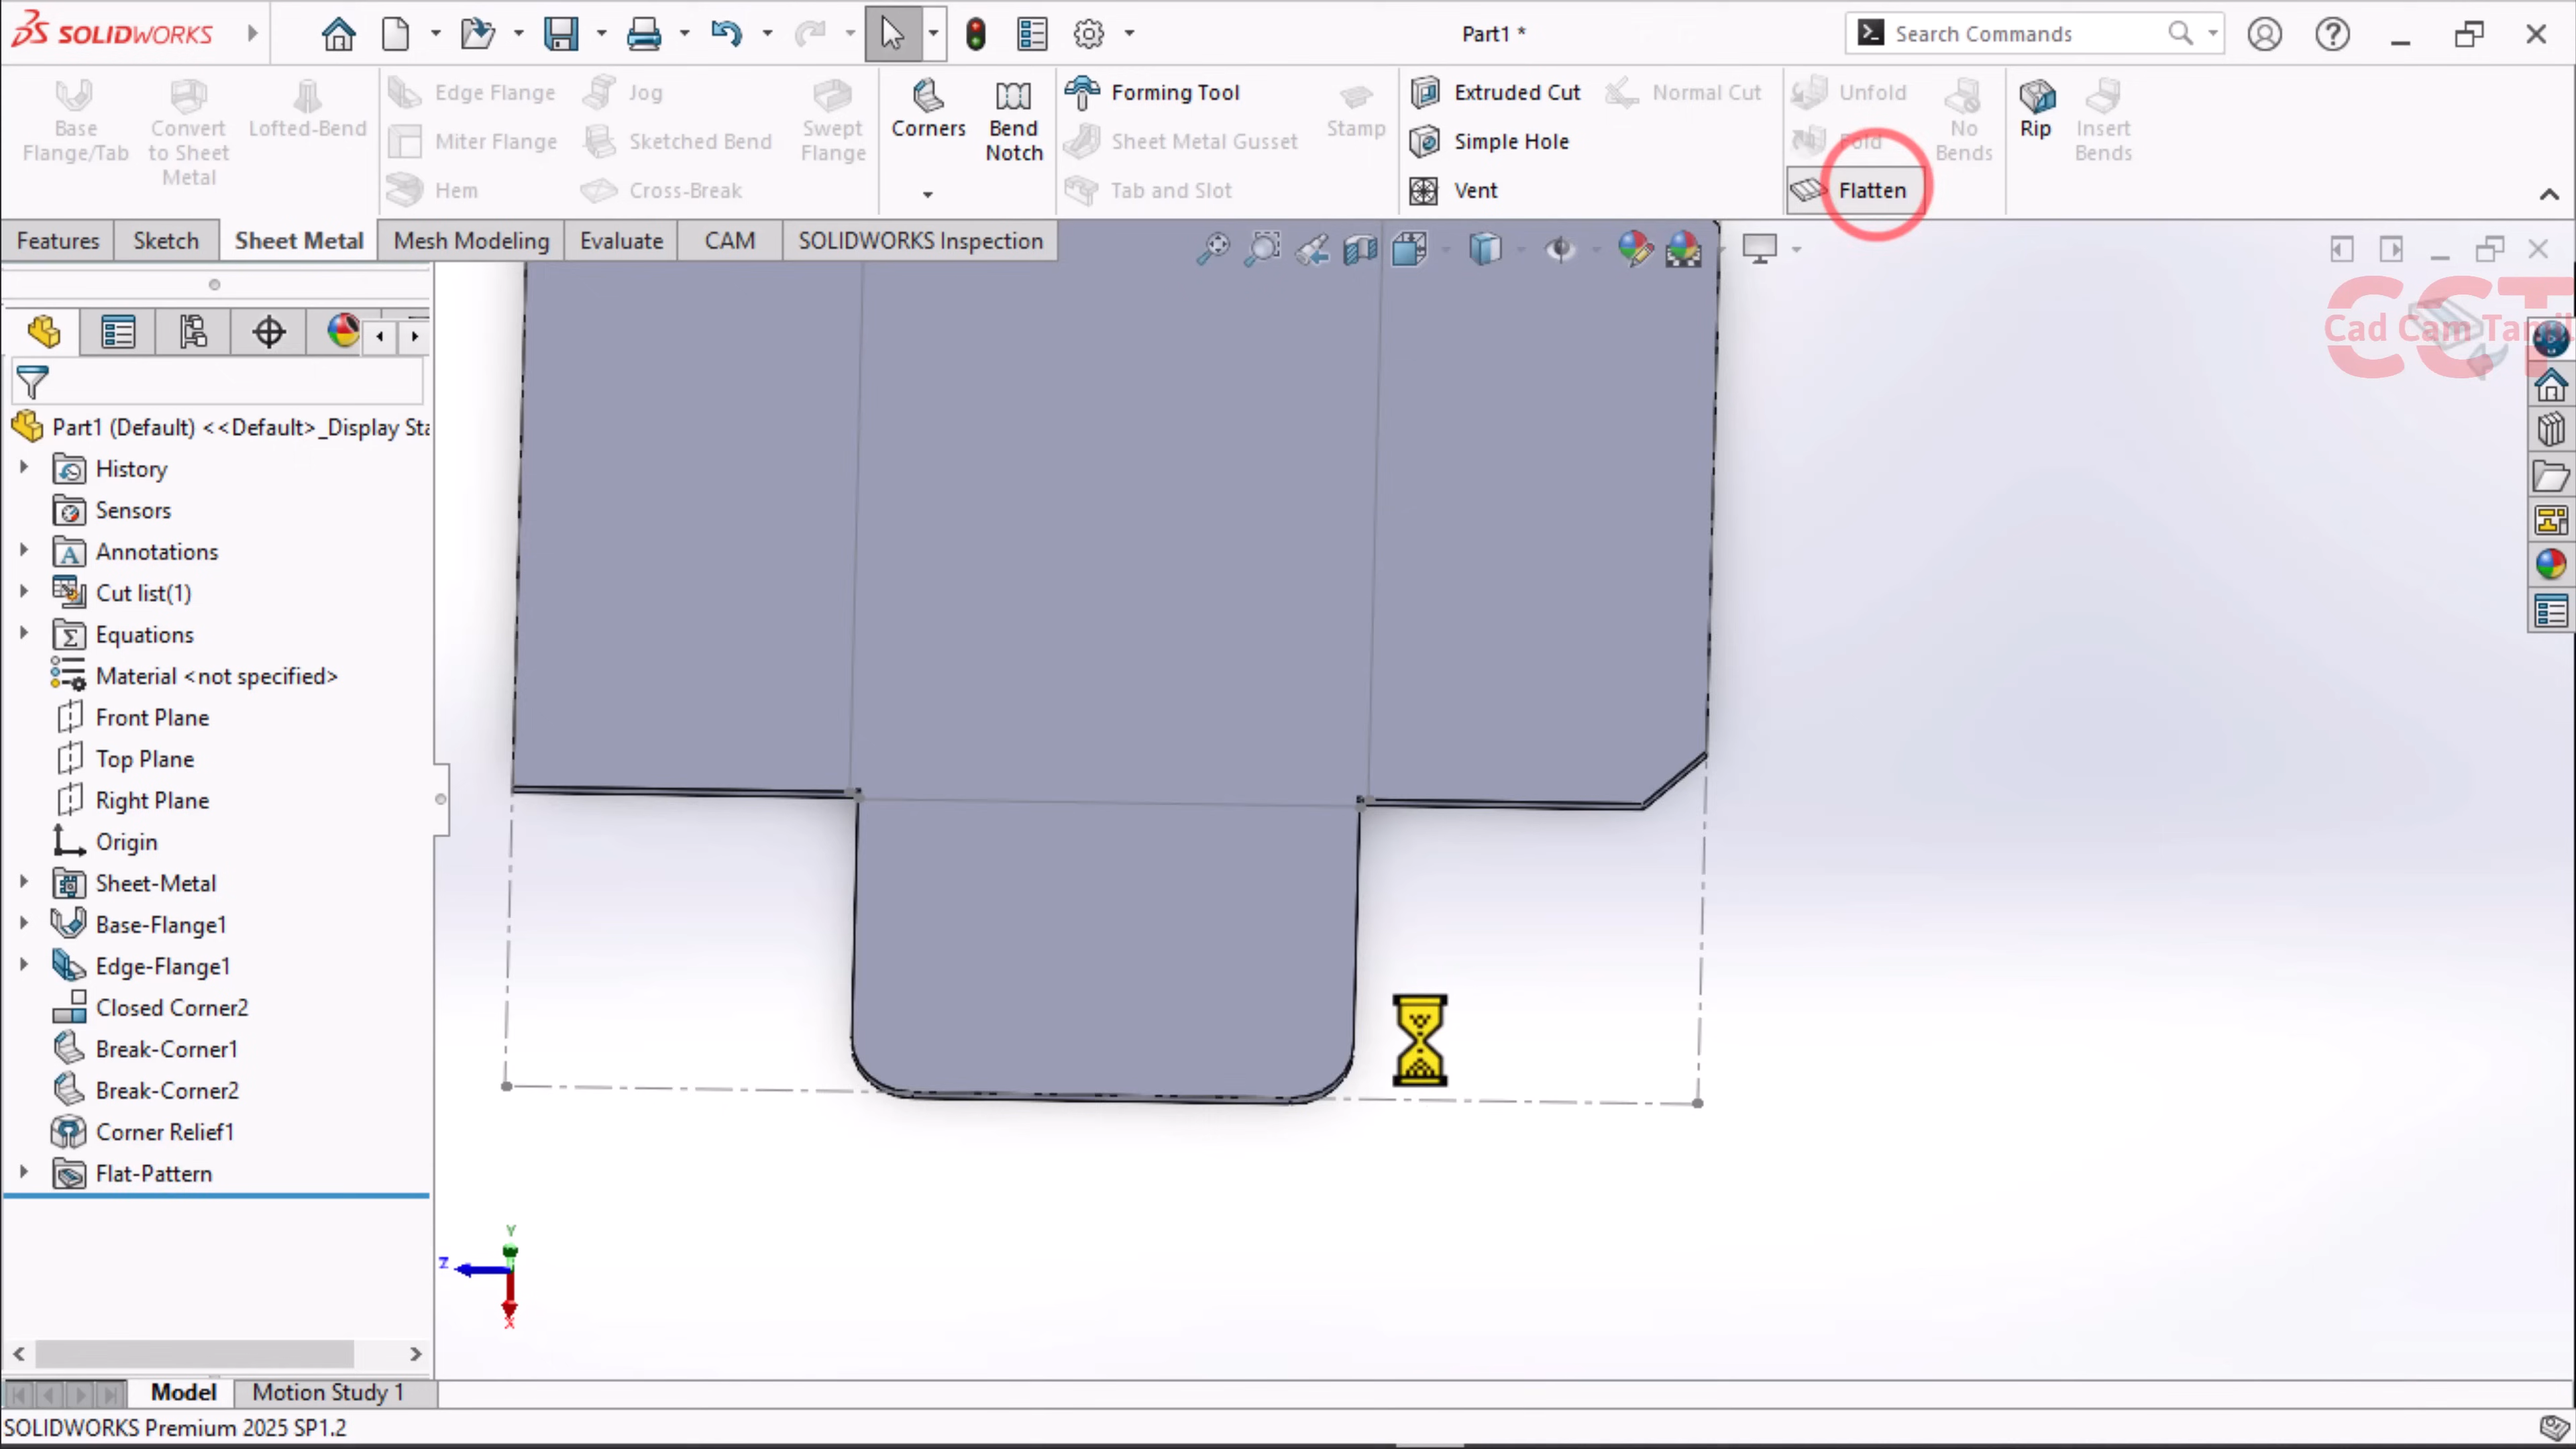 SOLIDWORKS
Part1 *
Search Commands
Base Flange/Tab
Convert to Sheet Metal
Lofted-Bend
Edge Flange
Miter Flange
Hem
Jog
Sketched Bend
Cross-Break
Swept Flange
Corners
Bend Notch
Forming Tool
Sheet Metal Gusset
Tab and Slot
Stamp
Extruded Cut
Simple Hole
Vent
Normal Cut
Unfold
Fold
Flatten
No Bends
Rip
Insert Bends
Features
Sketch
Sheet Metal
Mesh Modeling
Evaluate
CAM
SOLIDWORKS Inspection
CCT
Cad Cam Tamil
Part1 (Default) <<Default>_Display Sta
History
Sensors
Annotations
Cut list(1)
Equations
Material <not specified>
Front Plane
Top Plane
Right Plane
Origin
Sheet-Metal
Base-Flange1
Edge-Flange1
Closed Corner2
Break-Corner1
Break-Corner2
Corner Relief1
Flat-Pattern
Y
Z
X
Model
Motion Study 1
SOLIDWORKS Premium 2025 SP1.2